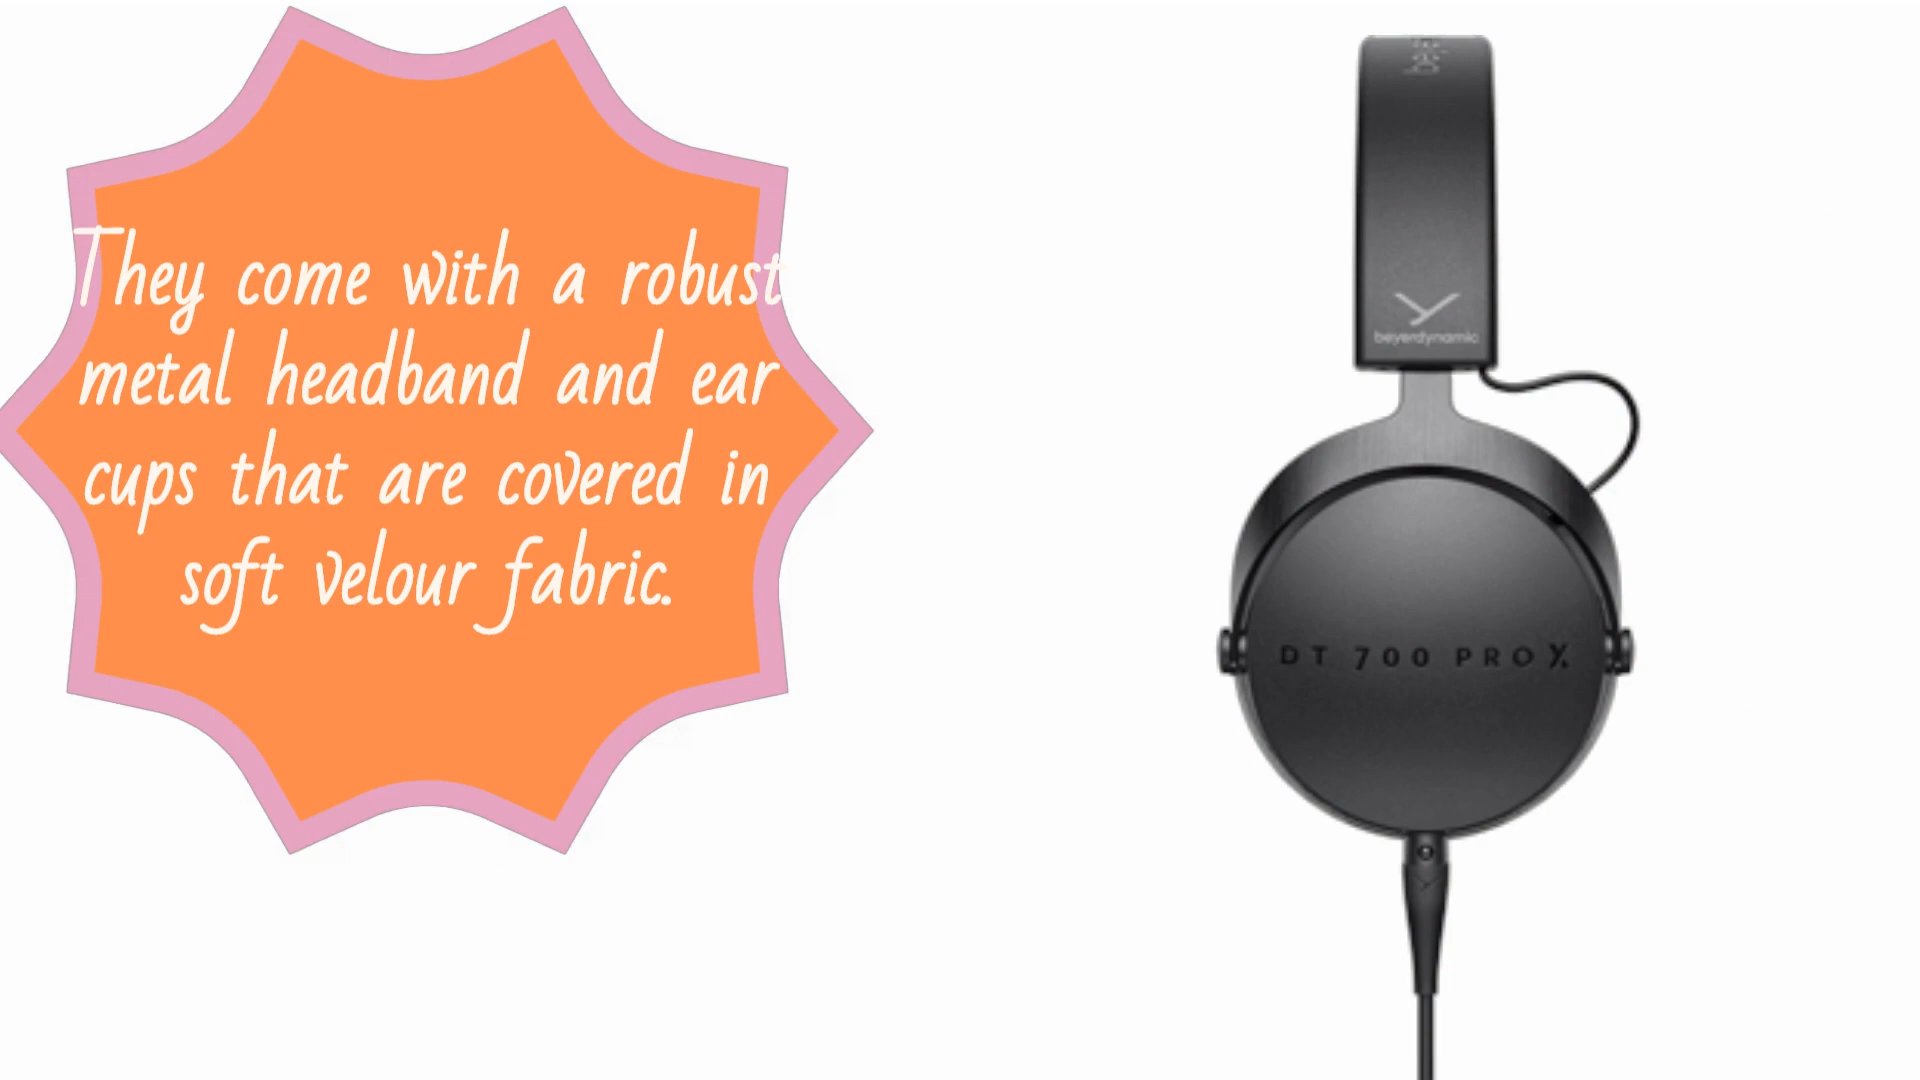 They come with a robust
metal headband and ear
cups that are covered in
soft velour fabric.
beyerdynamic
DT 700 PRO X